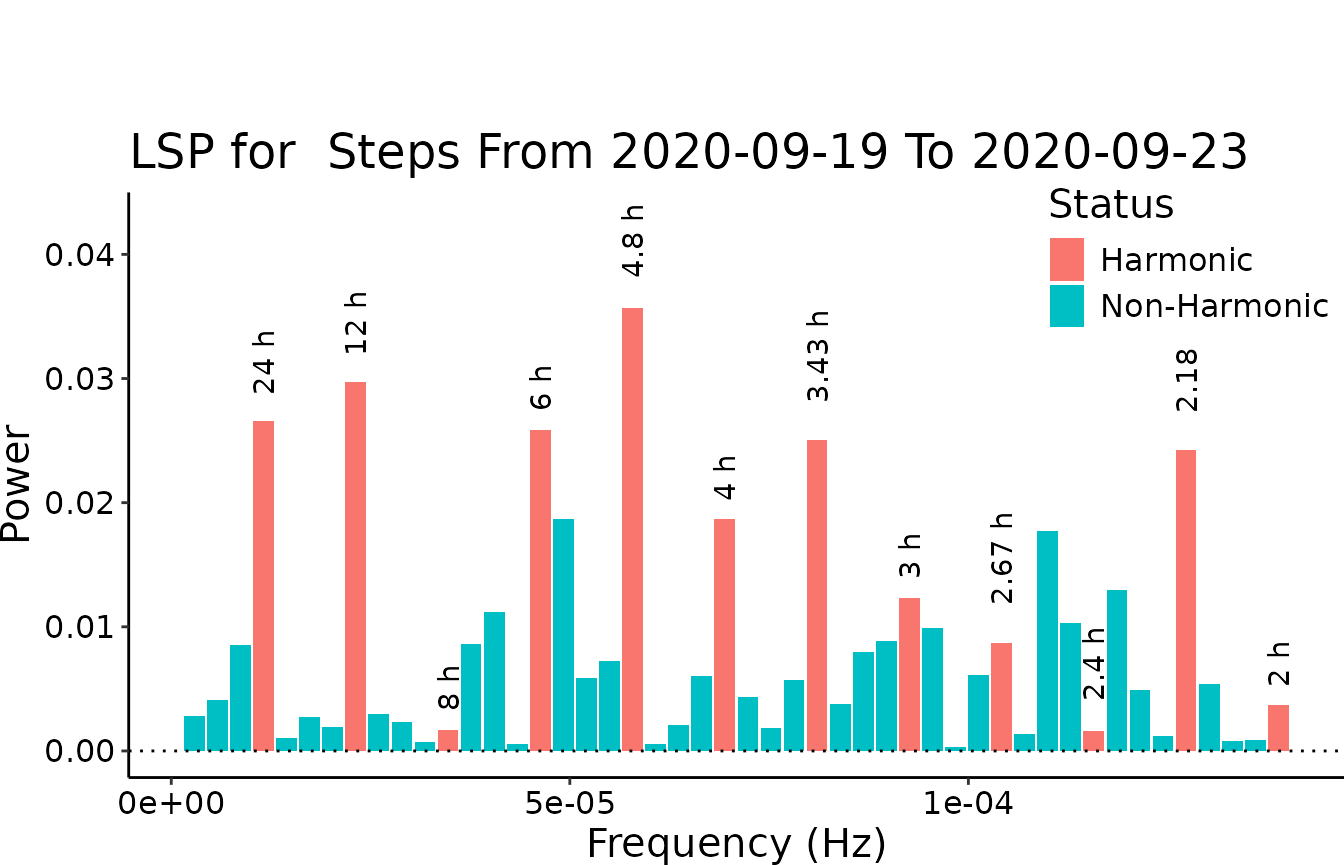 LSP for  Steps From 2020-09-19 To 2020-09-23
Status
Harmonic
Non-Harmonic
Power
0.04
0.03
0.02
0.01
0.00
24 h
12 h
8 h
6 h
4.8 h
4 h
3.43 h
3 h
2.67 h
2.4 h
2.18
2 h
0e+00
5e-05
1e-04
Frequency (Hz)